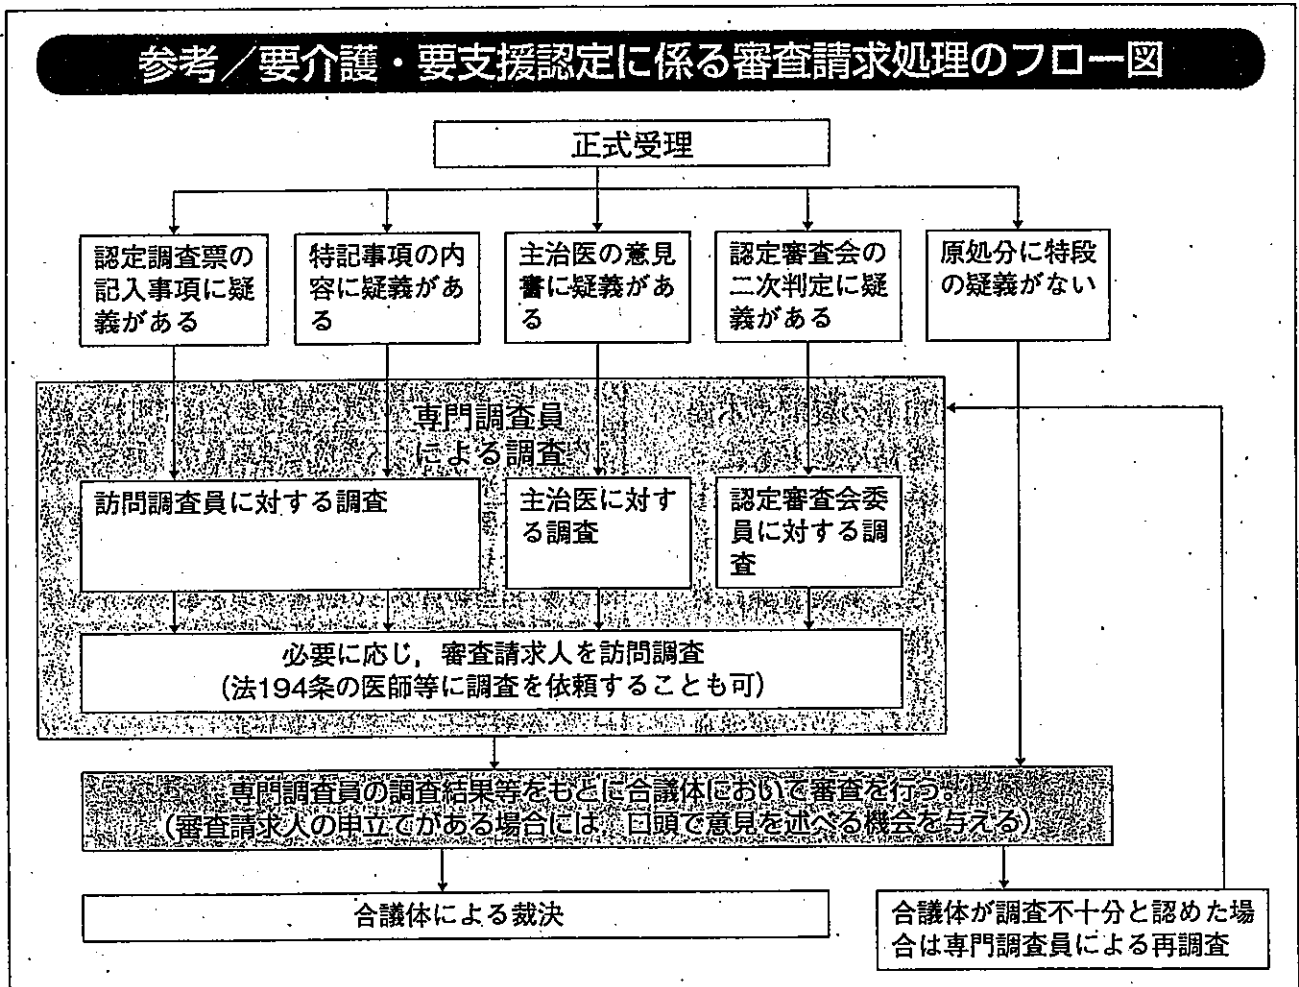 参考／要介護・要支援認定に係る審査請求処理のフロー図
正式受理
認定調査票の
記入事項に疑
義がある
特記事項の内
容に疑義があ
る
主治医の意見
書に疑義があ
る
認定審査会の
二次判定に疑
義がある
原処分に特段
の疑義がない
専門調査員
による調査
訪問調査員に対する調査
主治医に対す
る調査
認定審査会委
員に対する調
査
必要に応じ，審査請求人を訪問調査
（法194条の医師等に調査を依頼することも可）
専門調査員の調査結果等をもとに合議体において審査を行う。
（審査請求人の申立てがある場合には　口頭で意見を述べる機会を与える）
合議体による裁決
合議体が調査不十分と認めた場
合は専門調査員による再調査